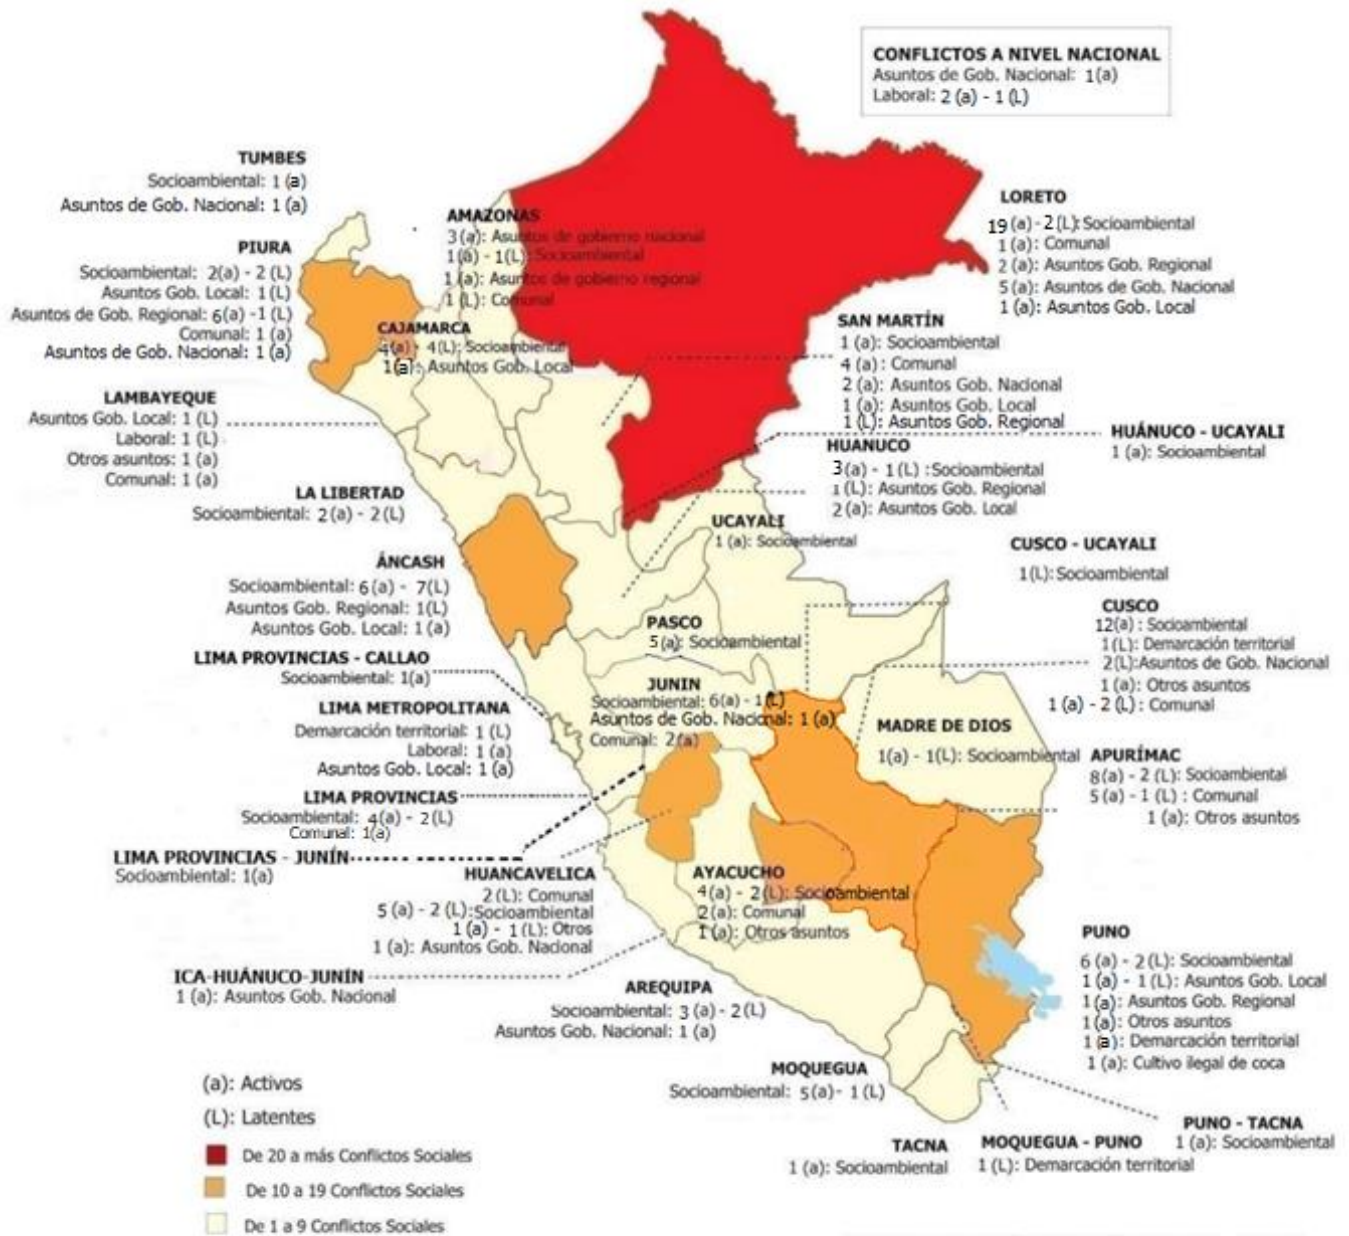 CONFLICTOS A NIVEL NACIONAL
Asuntos de Gob. Nacional: 1(a)
Laboral: 2 (a) - 1 (L)
TUMBES
Socioambiental: 1 (a)
Asuntos de Gob. Nacional: 1 (a)
PIURA
Socioambiental: 2(a) - 2 (L)
Asuntos Gob. Local: 1 (L)
Asuntos de Gob. Regional: 6(a) -1 (L)
Comunal: 1 (a)
Asuntos de Gob. Nacional: 1 (a)
AMAZONAS
3(a): Asuntos de gobierno nacional
1(a) - 1(L): Socioambiental
1 (a): Asuntos de gobierno regional
1 (L): Comunal
LORETO
19(a)- 2(L):Socioambiental
1(a): Comunal
2(a): Asuntos Gob. Regional
5(a): Asuntos de Gob. Nacional
1(a): Asuntos Gob. Local
CAJAMARCA
4(a) - 4(L): Socioambiental
1(a): Asuntos Gob. Local
SAN MARTÍN
1 (a): Socioambiental
4 (a): Comunal
2 (a): Asuntos Gob. Nacional
1 (a): Asuntos Gob. Local
1 (L): Asuntos Gob. Regional
LAMBAYEQUE
Asuntos Gob. Local: 1 (L)
Laboral: 1 (L)
Otros asuntos: 1 (a)
Comunal: 1 (a)
HUANUCO
3(a) - 1(L) :Socioambiental
1(L): Asuntos Gob. Regional
2(a): Asuntos Gob. Local
HUÁNUCO - UCAYALI
1 (a): Socioambiental
LA LIBERTAD
Socioambiental: 2(a) - 2(L)
UCAYALI
1 (a): Socioambiental
CUSCO - UCAYALI
1(L):Socioambiental
ÁNCASH
Socioambiental: 6(a) - 7(L)
Asuntos Gob. Regional: 1(L)
Asuntos Gob. Local: 1 (a)
CUSCO
12(a) : Socioambiental
1(L): Demarcación territorial
2(L):Asuntos de Gob. Nacional
1 (a): Otros asuntos
1 (a) - 2(L): Comunal
PASCO
5(a): Socioambiental
LIMA PROVINCIAS - CALLAO
Socioambiental: 1(a)
JUNIN
Socioambiental: 6(a) - 1(L)
Asuntos de Gob. Nacional: 1 (a)
Comunal: 2(a)
LIMA METROPOLITANA
Demarcación territorial: 1 (L)
Laboral: 1 (a)
Asuntos Gob. Local: 1 (a)
MADRE DE DIOS
1(a) - 1(L): Socioambiental
APURÍMAC
8(a) - 2 (L): Socioambiental
5 (a) - 1 (L) : Comunal
1 (a): Otros asuntos
LIMA PROVINCIAS
Socioambiental: 4(a) - 2(L)
Comunal: 1(a)
LIMA PROVINCIAS - JUNÍN
Socioambiental: 1(a)
HUANCAVELICA
2(L): Comunal
5(a) - 2 (L):Socioambiental
1(a) - 1(L): Otros
1 (a): Asuntos Gob. Nacional
AYACUCHO
4(a) - 2(L): Socioambiental
2(a): Comunal
1(a): Otros asuntos
ICA-HUÁNUCO-JUNÍN
1 (a): Asuntos Gob. Nacional
AREQUIPA
Socioambiental: 3 (a) - 2(L)
Asuntos Gob. Nacional: 1 (a)
PUNO
6(a) - 2(L): Socioambiental
1(a) - 1(L): Asuntos Gob. Local
1(a): Asuntos Gob. Regional
1(a): Otros asuntos
1(a): Demarcación territorial
1 (a): Cultivo ilegal de coca
MOQUEGUA
Socioambiental: 5(a)- 1 (L)
TACNA
1 (a): Socioambiental
MOQUEGUA - PUNO
1 (L): Demarcación territorial
PUNO - TACNA
1 (a): Socioambiental
(a): Activos
(L): Latentes
De 20 a más Conflictos Sociales
De 10 a 19 Conflictos Sociales
De 1 a 9 Conflictos Sociales